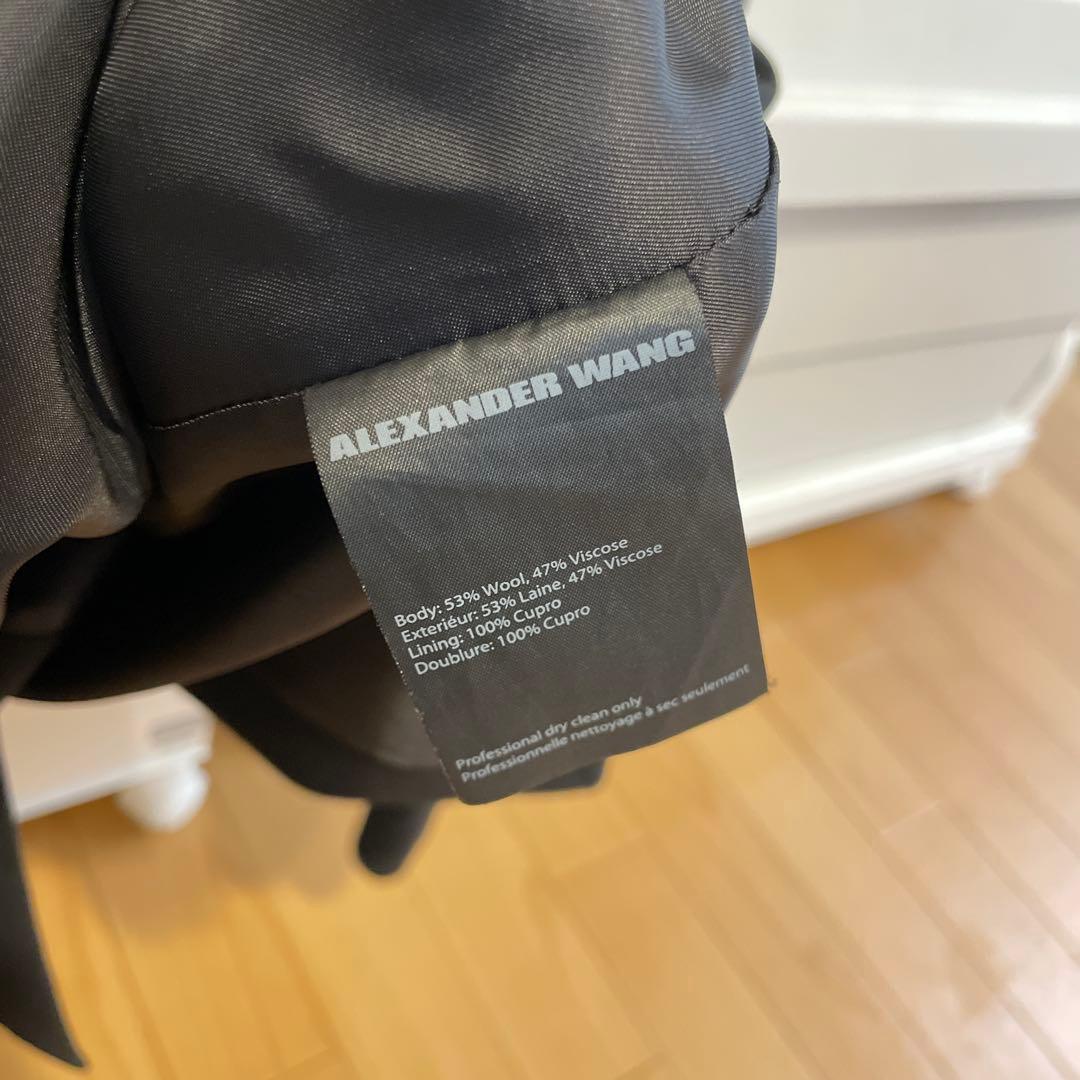 ALEXANDER WANG
Body: 53% Wool, 47% Viscose
Exteriéur: 53% Laine, 47% Viscose
Lining: 100% Cupro
Doublure: 100% Cupro
Professional dry clean only
Professionnelle nettoyage à sec seulement